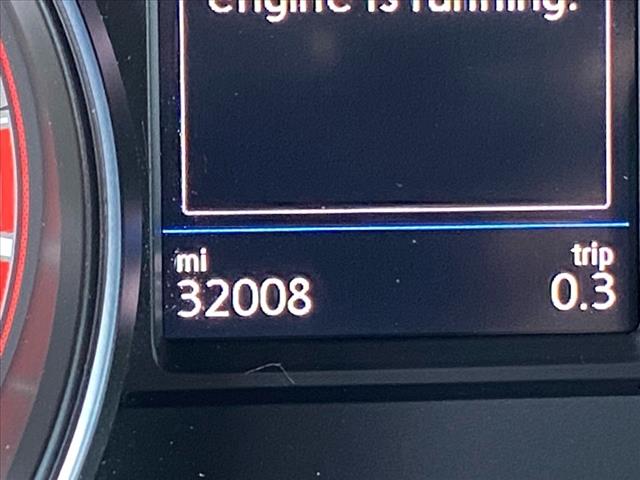 engine is running.
mi
trip
32008
0.3